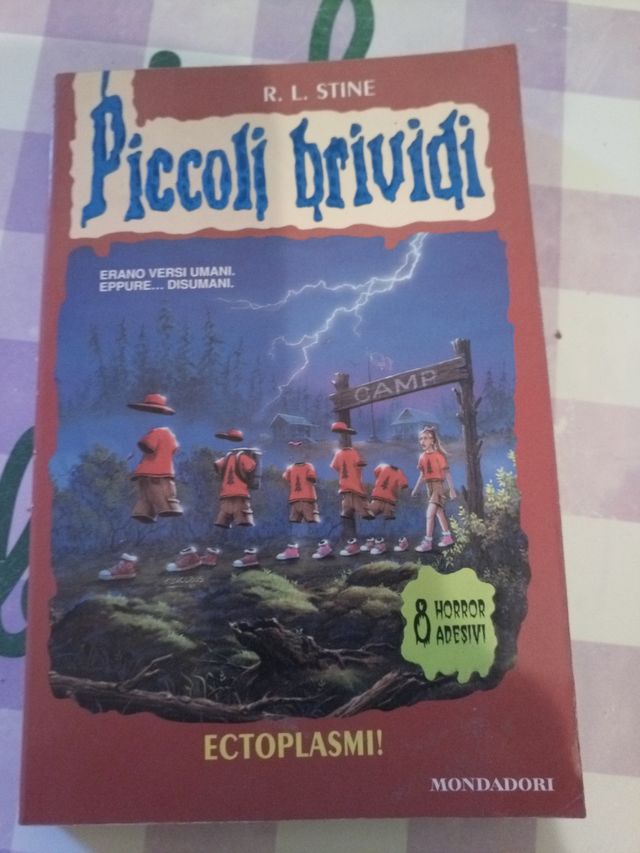 R. L. STINE
Piccoli brividi
ERANO VERSI UMANI.
EPPURE... DISUMANI.
CAMP
8 HORROR
ADESIVI
ECTOPLASMI!
MONDADORI